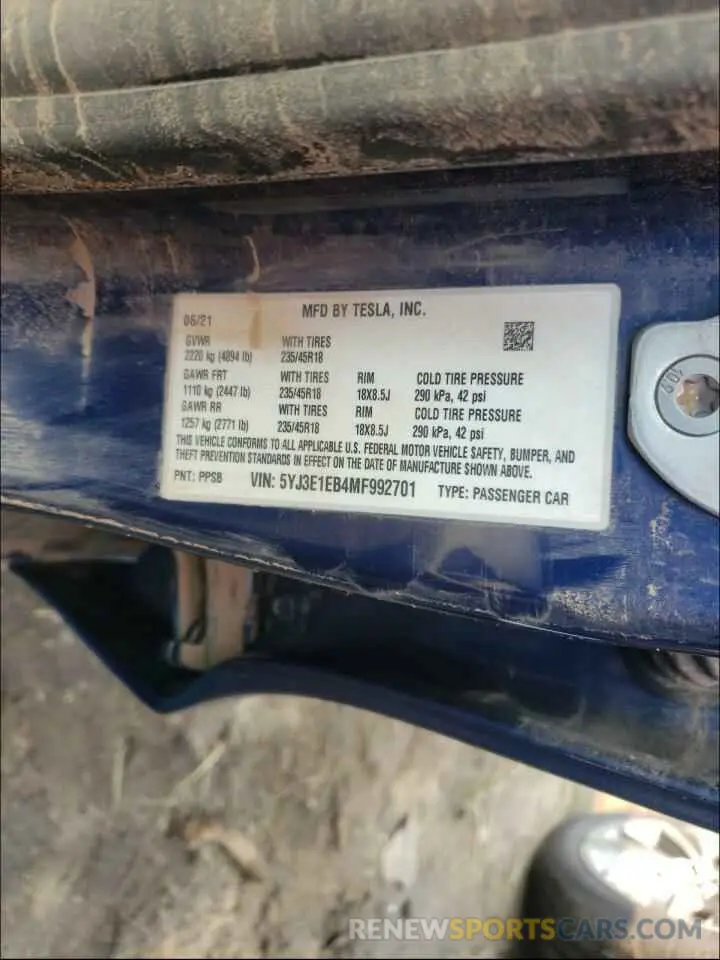 MFD BY TESLA, INC.
06/21
GVWR WITH TIRES
2220 kg (4894 lb) 235/45R18
GAWR FRT WITH TIRES RIM COLD TIRE PRESSURE
1110 kg (2447 lb) 235/45R18 18X8.5J 290 kPa, 42 psi
GAWR RR WITH TIRES RIM COLD TIRE PRESSURE
1257 kg (2771 lb) 235/45R18 18X8.5J 290 kPa, 42 psi
THIS VEHICLE CONFORMS TO ALL APPLICABLE U.S. FEDERAL MOTOR VEHICLE SAFETY, BUMPER, AND
THEFT PREVENTION STANDARDS IN EFFECT ON THE DATE OF MANUFACTURE SHOWN ABOVE.
PNT: PPSB VIN: 5YJ3E1EB4MF992701 TYPE: PASSENGER CAR
RENEWSPORTSCARS.COM